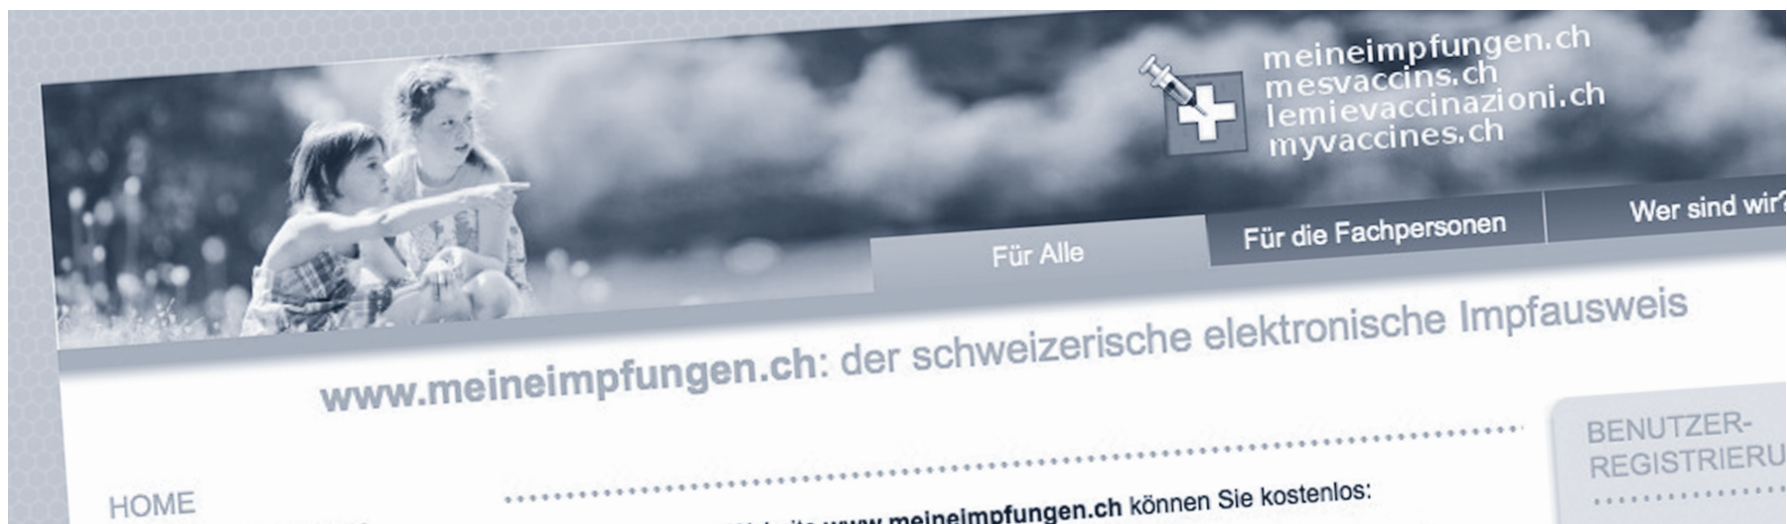 meineimpfungen.ch
mesvaccins.ch
lemievaccinazioni.ch
myvaccines.ch
Für Alle
Für die Fachpersonen
Wer sind wir?
www.meineimpfungen.ch: der schweizerische elektronische Impfausweis
BENUTZER-
REGISTRIERU
HOME
www.meineimpfungen.ch können Sie kostenlos: